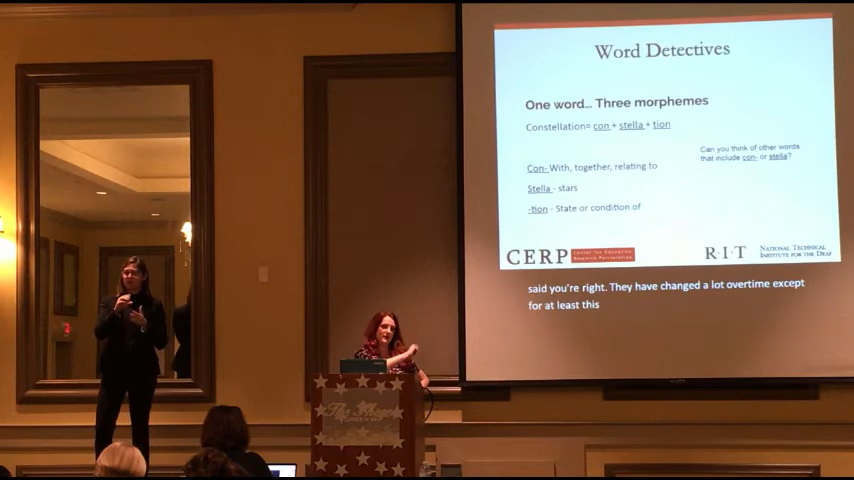 Word Detectives
One word... Three morphemes
Constellation= con + stella + tion
Can you think of other words
that include con- or stella?
Con- With, together, relating to
Stella - stars
-tion - State or condition of
CERP Center for Education
Research Partnerships
R·I·T NATIONAL TECHNICAL
INSTITUTE FOR THE DEAF
said you're right. They have changed a lot overtime except
for at least this